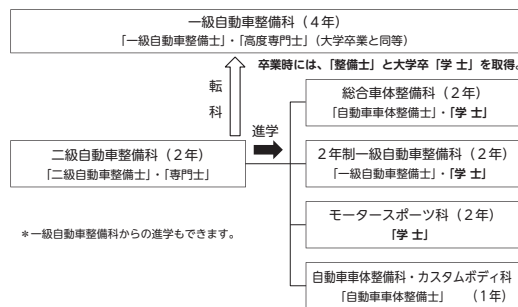 一級自動車整備科（４年）
「一級自動車整備士」・「高度専門士」（大学卒業と同等）
卒業時には、「整備士」と大学卒「学 士」を取得。
転
科
総合車体整備科（２年）
「自動車車体整備士」・「学 士」
進学
二級自動車整備科（２年）
「二級自動車整備士」・「専門士」
２年制一級自動車整備科（２年）
「一級自動車整備士」・「学 士」
＊一級自動車整備科からの進学もできます。
モータースポーツ科（２年）
「学 士」
自動車車体整備科・カスタムボディ科
「自動車車体整備士」　（１年）